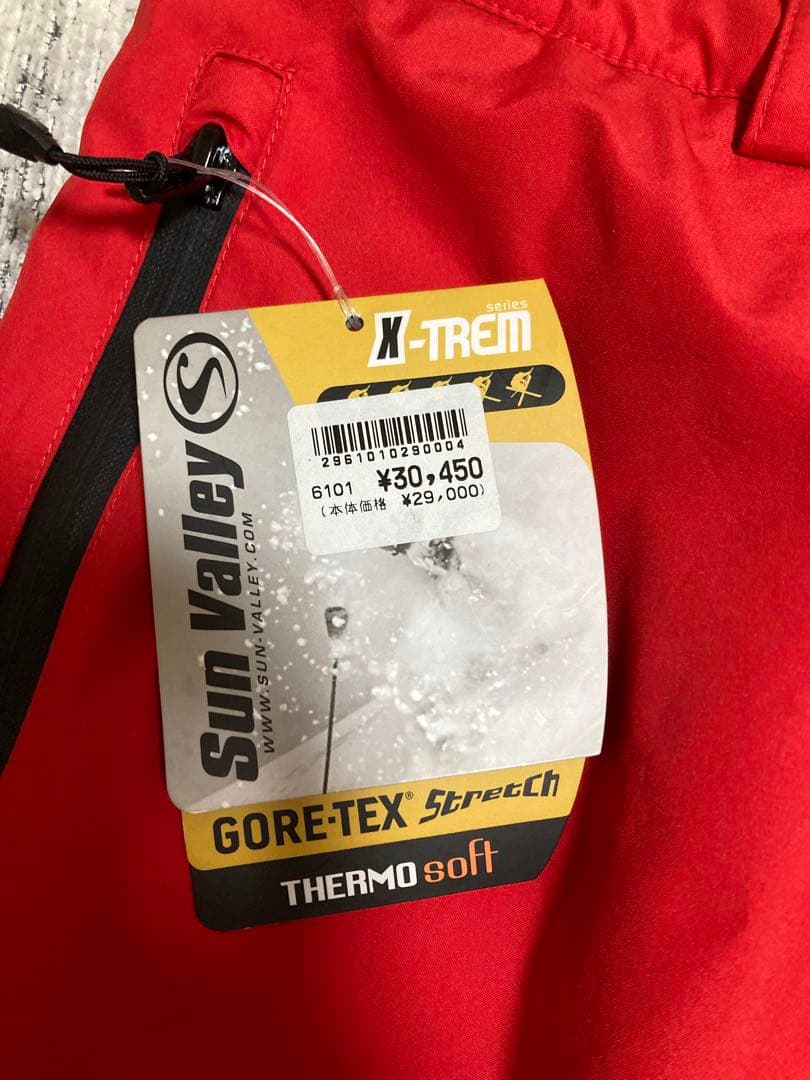 series
X-TREM
2961010290004
6101 ¥30,450
(本体価格 ¥29,000)
Sun Valley
WWW.SUN-VALLEY.COM
GORE-TEX® Stretch
THERMO soft